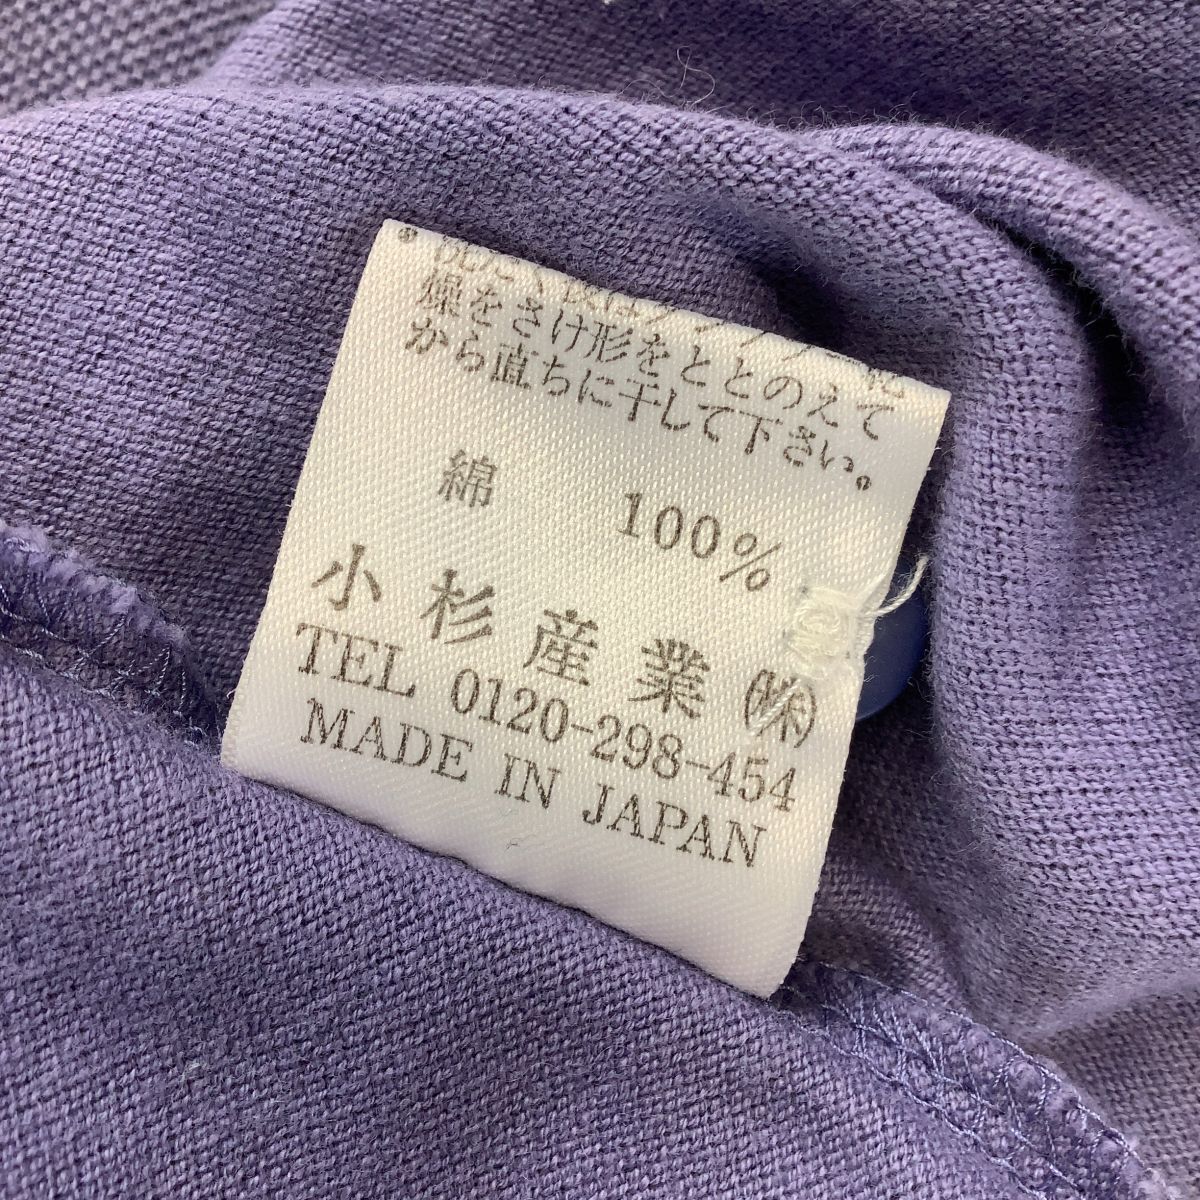 燥をさけ形をととのえて
から直ちに干して下さい。
綿 100%
小杉産業㈱
TEL 0120-298-454
MADE IN JAPAN